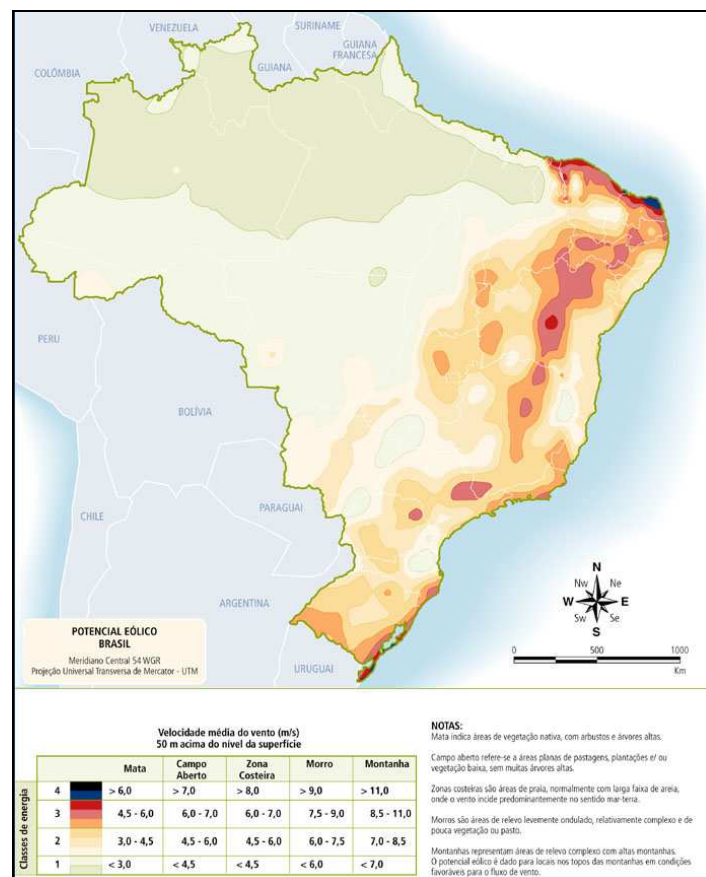 VENEZUELA
SURINAME
GUIANA
FRANCESA
COLÔMBIA
GUIANA
PERU
BOLÍVIA
CHILE
PARAGUAI
ARGENTINA
URUGUAI
N
Nw Ne
W E
Sw Se
S
POTENCIAL EÓLICO
BRASIL
Meridiano Central 54 WGR
Projeção Universal Transversa de Mercator - UTM
0 500 1000
Km
Velocidade média do vento (m/s)
50 m acima do nível da superfície
Mata Campo Aberto Zona Costeira Morro Montanha
Classes de energia
4 > 6,0 > 7,0 > 8,0 > 9,0 > 11,0
3 4,5 - 6,0 6,0 - 7,0 6,0 - 7,0 7,5 - 9,0 8,5 - 11,0
2 3,0 - 4,5 4,5 - 6,0 4,5 - 6,0 6,0 - 7,5 7,0 - 8,5
1 < 3,0 < 4,5 < 4,5 < 6,0 < 7,0
NOTAS:
Mata indica áreas de vegetação nativa, com arbustos e árvores altas.
Campo aberto refere-se a áreas planas de pastagens, plantações e/ ou
vegetação baixa, sem muitas árvores altas.
Zonas costeiras são áreas de praia, normalmente com larga faixa de areia,
onde o vento incide predominantemente no sentido mar-terra.
Morros são áreas de relevo levemente ondulado, relativamente complexo e de
pouca vegetação ou pasto.
Montanhas representam áreas de relevo complexo com altas montanhas.
O potencial eólico é dado para locais nos topos das montanhas em condições
favoráveis para o fluxo de vento.